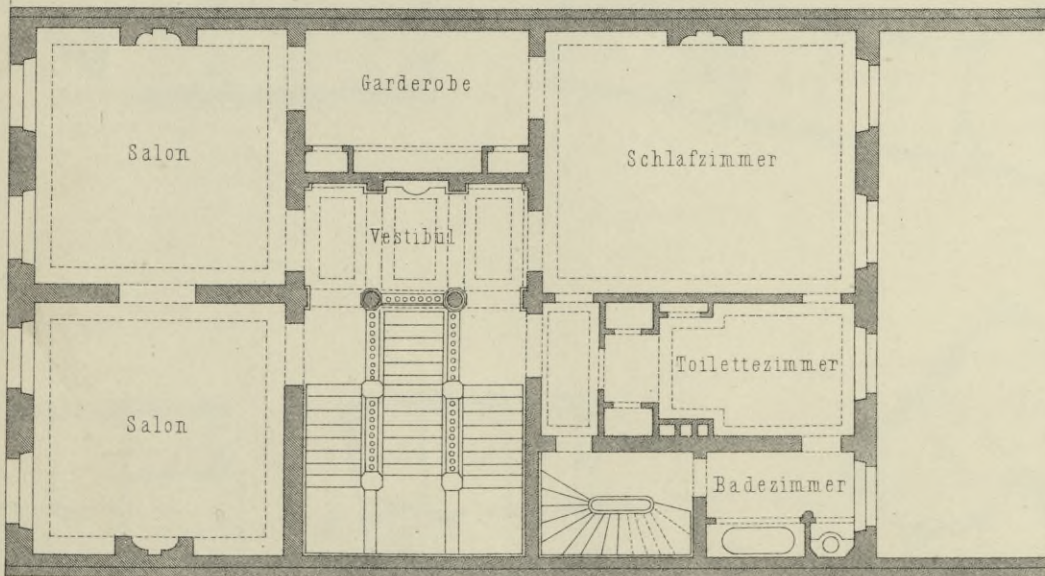 Garderobe
Salon
Schlafzimmer
Vestibül
Toilettezimmer
Salon
Badezimmer